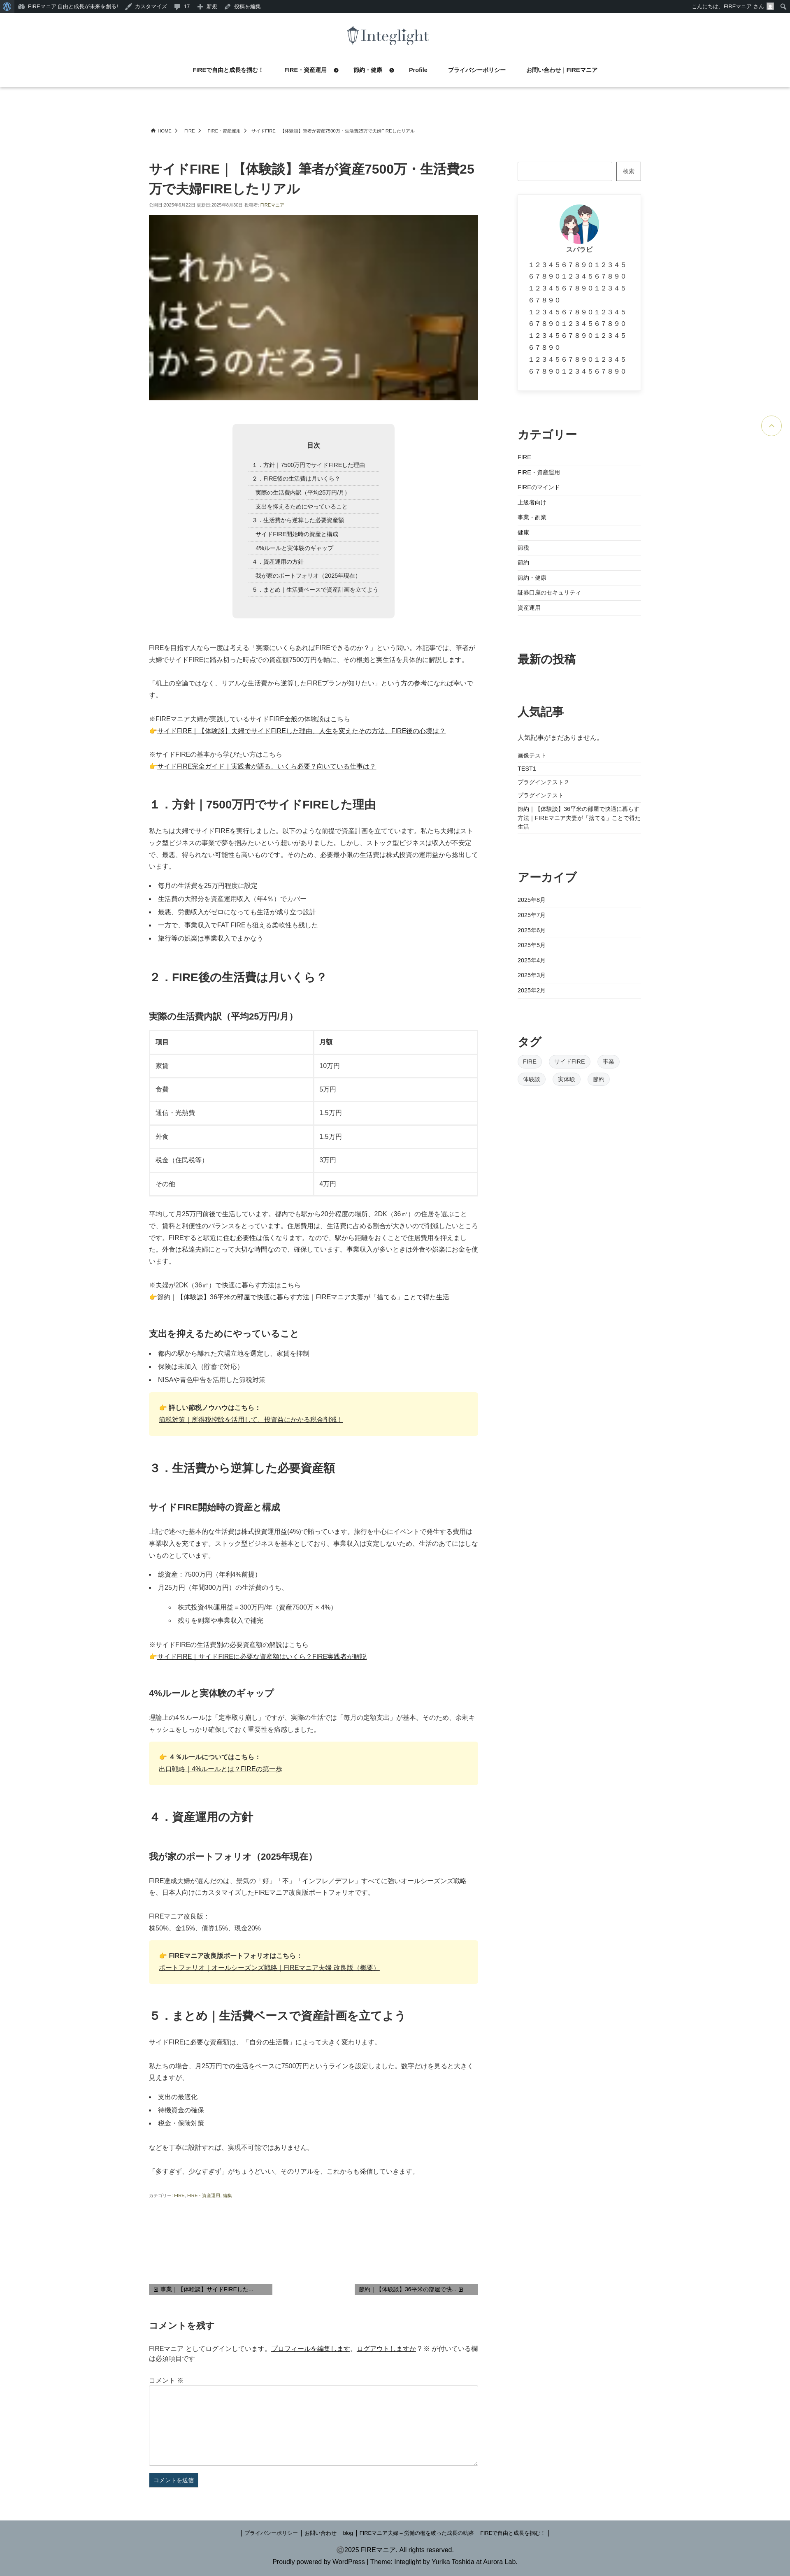 FIREマニア 自由と成長が未来を創る!
カスタマイズ
17
新規
投稿を編集
こんにちは、FIREマニア さん
Integlight
FIREで自由と成長を掴む！
FIRE・資産運用
節約・健康
Profile
プライバシーポリシー
お問い合わせ｜FIREマニア
HOME
FIRE
FIRE・資産運用
サイドFIRE｜【体験談】筆者が資産7500万・生活費25万で夫婦FIREしたリアル
サイドFIRE｜【体験談】筆者が資産7500万・生活費25
万で夫婦FIREしたリアル
公開日:2025年6月22日 更新日:2025年8月30日 投稿者: FIREマニア
ムはどこへ
かうのだろう」
目次
１．方針｜7500万円でサイドFIREした理由
２．FIRE後の生活費は月いくら？
実際の生活費内訳（平均25万円/月）
支出を抑えるためにやっていること
３．生活費から逆算した必要資産額
サイドFIRE開始時の資産と構成
4%ルールと実体験のギャップ
４．資産運用の方針
我が家のポートフォリオ（2025年現在）
５．まとめ｜生活費ベースで資産計画を立てよう
FIREを目指す人なら一度は考える「実際にいくらあればFIREできるのか？」という問い。本記事では、筆者が
夫婦でサイドFIREに踏み切った時点での資産額7500万円を軸に、その根拠と実生活を具体的に解説します。
「机上の空論ではなく、リアルな生活費から逆算したFIREプランが知りたい」という方の参考になれば幸いで
す。
※FIREマニア夫婦が実践しているサイドFIRE全般の体験談はこちら
👉サイドFIRE｜【体験談】夫婦でサイドFIREした理由、人生を変えたその方法、FIRE後の心境は？
※サイドFIREの基本から学びたい方はこちら
👉サイドFIRE完全ガイド｜実践者が語る、いくら必要？向いている仕事は？
１．方針｜7500万円でサイドFIREした理由
私たちは夫婦でサイドFIREを実行しました。以下のような前提で資産計画を立てています。私たち夫婦はスト
ック型ビジネスの事業で夢を掴みたいという想いがありました。しかし、ストック型ビジネスは収入が不安定
で、最悪、得られない可能性も高いものです。そのため、必要最小限の生活費は株式投資の運用益から捻出して
います。
• 毎月の生活費を25万円程度に設定
• 生活費の大部分を資産運用収入（年4％）でカバー
• 最悪、労働収入がゼロになっても生活が成り立つ設計
• 一方で、事業収入でFAT FIREも狙える柔軟性も残した
• 旅行等の娯楽は事業収入でまかなう
２．FIRE後の生活費は月いくら？
実際の生活費内訳（平均25万円/月）
項目 月額
家賃 10万円
食費 5万円
通信・光熱費 1.5万円
外食 1.5万円
税金（住民税等） 3万円
その他 4万円
平均して月25万円前後で生活しています。都内でも駅から20分程度の場所、2DK（36㎡）の住居を選ぶこと
で、賃料と利便性のバランスをとっています。住居費用は、生活費に占める割合が大きいので削減したいところ
です。FIREすると駅近に住む必要性は低くなります。なので、駅から距離をおくことで住居費用を抑えまし
た。外食は私達夫婦にとって大切な時間なので、確保しています。事業収入が多いときは外食や娯楽にお金を使
います。
※夫婦が2DK（36㎡）で快適に暮らす方法はこちら
👉節約｜【体験談】36平米の部屋で快適に暮らす方法｜FIREマニア夫妻が「捨てる」ことで得た生活
支出を抑えるためにやっていること
• 都内の駅から離れた穴場立地を選定し、家賃を抑制
• 保険は未加入（貯蓄で対応）
• NISAや青色申告を活用した節税対策
👉 詳しい節税ノウハウはこちら：
節税対策｜所得税控除を活用して、投資益にかかる税金削減！
３．生活費から逆算した必要資産額
サイドFIRE開始時の資産と構成
上記で述べた基本的な生活費は株式投資運用益(4%)で賄っています。旅行を中心にイベントで発生する費用は
事業収入を充てます。ストック型ビジネスを基本としており、事業収入は安定しないため、生活のあてにはしな
いものとしています。
• 総資産：7500万円（年利4%前提）
• 月25万円（年間300万円）の生活費のうち、
◦ 株式投資4%運用益＝300万円/年（資産7500万 × 4%）
◦ 残りを副業や事業収入で補完
※サイドFIREの生活費別の必要資産額の解説はこちら
👉サイドFIRE｜サイドFIREに必要な資産額はいくら？FIRE実践者が解説
4%ルールと実体験のギャップ
理論上の4％ルールは「定率取り崩し」ですが、実際の生活では「毎月の定額支出」が基本。そのため、余剰キ
ャッシュをしっかり確保しておく重要性を痛感しました。
👉 ４％ルールについてはこちら：
出口戦略｜4%ルールとは？FIREの第一歩
４．資産運用の方針
我が家のポートフォリオ（2025年現在）
FIRE達成夫婦が選んだのは、景気の「好」「不」「インフレ／デフレ」すべてに強いオールシーズンズ戦略
を、日本人向けにカスタマイズしたFIREマニア改良版ポートフォリオです。
FIREマニア改良版：
株50%、金15%、債券15%、現金20%
👉 FIREマニア改良版ポートフォリオはこちら：
ポートフォリオ｜オールシーズンズ戦略｜FIREマニア夫婦 改良版（概要）
５．まとめ｜生活費ベースで資産計画を立てよう
サイドFIREに必要な資産額は、「自分の生活費」によって大きく変わります。
私たちの場合、月25万円での生活をベースに7500万円というラインを設定しました。数字だけを見ると大きく
見えますが、
• 支出の最適化
• 待機資金の確保
• 税金・保険対策
などを丁寧に設計すれば、実現不可能ではありません。
「多すぎず、少なすぎず」がちょうどいい。そのリアルを、これからも発信していきます。
カテゴリー: FIRE, FIRE・資産運用. 編集
事業｜【体験談】サイドFIREした...
節約｜【体験談】36平米の部屋で快...
コメントを残す
FIREマニア としてログインしています。プロフィールを編集します。ログアウトしますか ? ※ が付いている欄
は必須項目です
コメント ※
コメントを送信
検索
スバラビ
１２３４５６７８９０１２３４５
６７８９０１２３４５６７８９０
１２３４５６７８９０１２３４５
６７８９０
１２３４５６７８９０１２３４５
６７８９０１２３４５６７８９０
１２３４５６７８９０１２３４５
６７８９０
１２３４５６７８９０１２３４５
６７８９０１２３４５６７８９０
カテゴリー
FIRE
FIRE・資産運用
FIREのマインド
上級者向け
事業・副業
健康
節税
節約
節約・健康
証券口座のセキュリティ
資産運用
最新の投稿
人気記事
人気記事がまだありません。
画像テスト
TEST1
プラグインテスト２
プラグインテスト
節約｜【体験談】36平米の部屋で快適に暮らす
方法｜FIREマニア夫妻が「捨てる」ことで得た
生活
アーカイブ
2025年8月
2025年7月
2025年6月
2025年5月
2025年4月
2025年3月
2025年2月
タグ
FIRE
サイドFIRE
事業
体験談
実体験
節約
プライバシーポリシー
お問い合わせ
blog
FIREマニア夫婦 – 労働の檻を破った成長の軌跡
FIREで自由と成長を掴む！
©2025 FIREマニア. All rights reserved.
Proudly powered by WordPress | Theme: Integlight by Yurika Toshida at Aurora Lab.